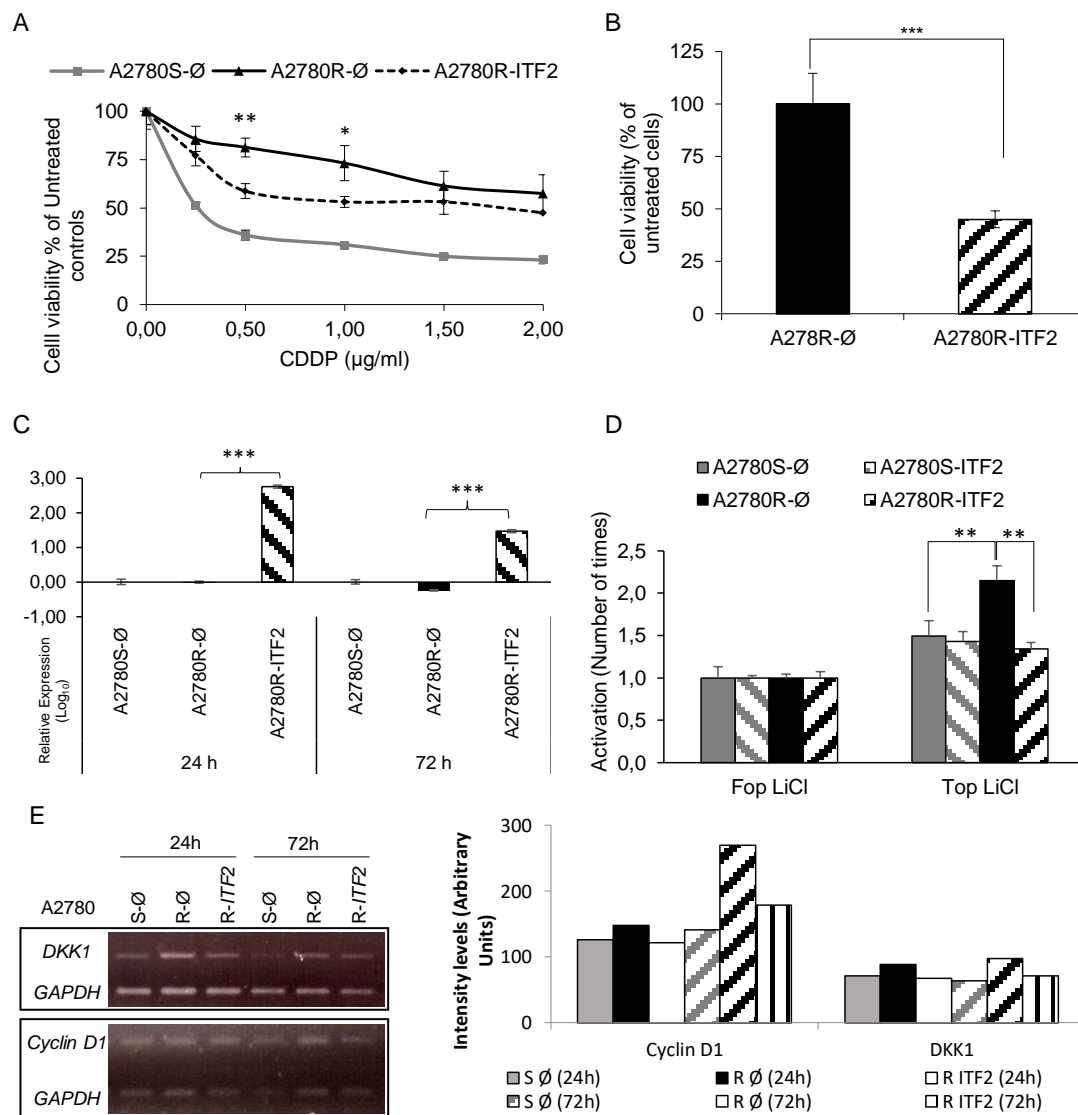 A
A2780S-Ø A2780R-Ø A2780R-ITF2
100
75
50
25
0
** *
Celll viability % of Untreated
controls
0,00 0,50 1,00 1,50 2,00
CDDP (µg/ml)
B
***
125
100
75
50
25
0
Cell viability (% of
untreated cells)
A278R-Ø A2780R-ITF2
C
*** ***
3,00
2,00
1,00
0,00
-1,00
Relative Expression
(Log10)
A2780S-Ø A2780R-Ø A2780R-ITF2 A2780S-Ø A2780R-Ø A2780R-ITF2
24 h 72 h
D
A2780S-Ø A2780S-ITF2
A2780R-Ø A2780R-ITF2
** **
2,5
2,0
1,5
1,0
0,5
0,0
Activation (Number of times)
Fop LiCl Top LiCl
E
24h 72h
A2780 S-Ø R-Ø R-ITF2 S-Ø R-Ø R-ITF2
DKK1
GAPDH
Cyclin D1
GAPDH
300
200
100
0
Intensity levels (Arbitrary
Units)
Cyclin D1 DKK1
S Ø (24h) R Ø (24h) R ITF2 (24h)
S Ø (72h) R Ø (72h) R ITF2 (72h)